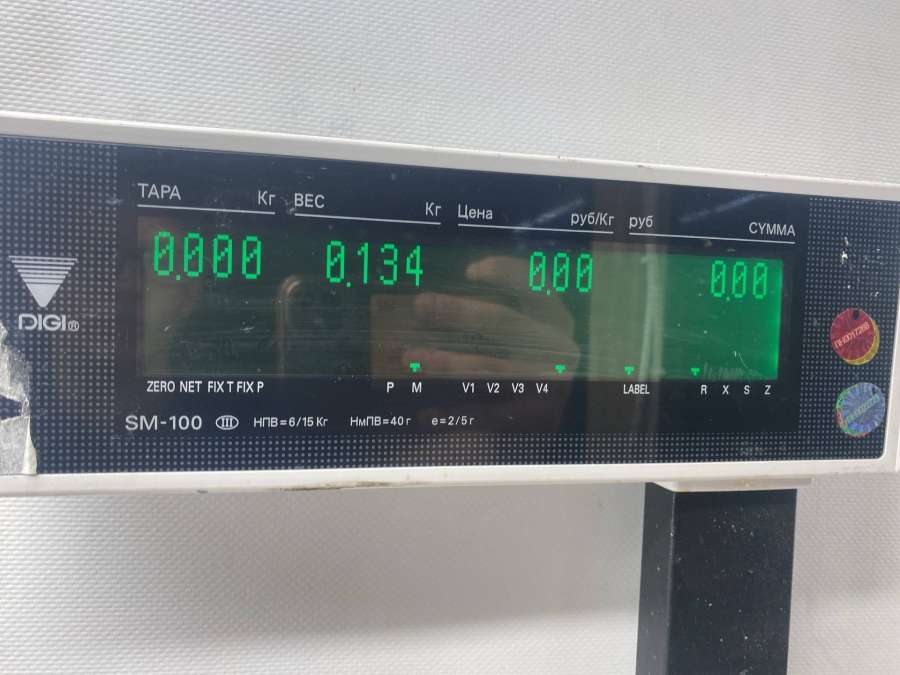 ТАРА Кг ВЕС Кг Цена руб/Кг руб СУММА
0.000 0.134 0.00 0.00
DIGI®
ZERO NET FIX T FIX P P M V1 V2 V3 V4 LABEL R X S Z
SM-100 III НПВ=6/15 Кг НмПВ=40 г e=2/5 г